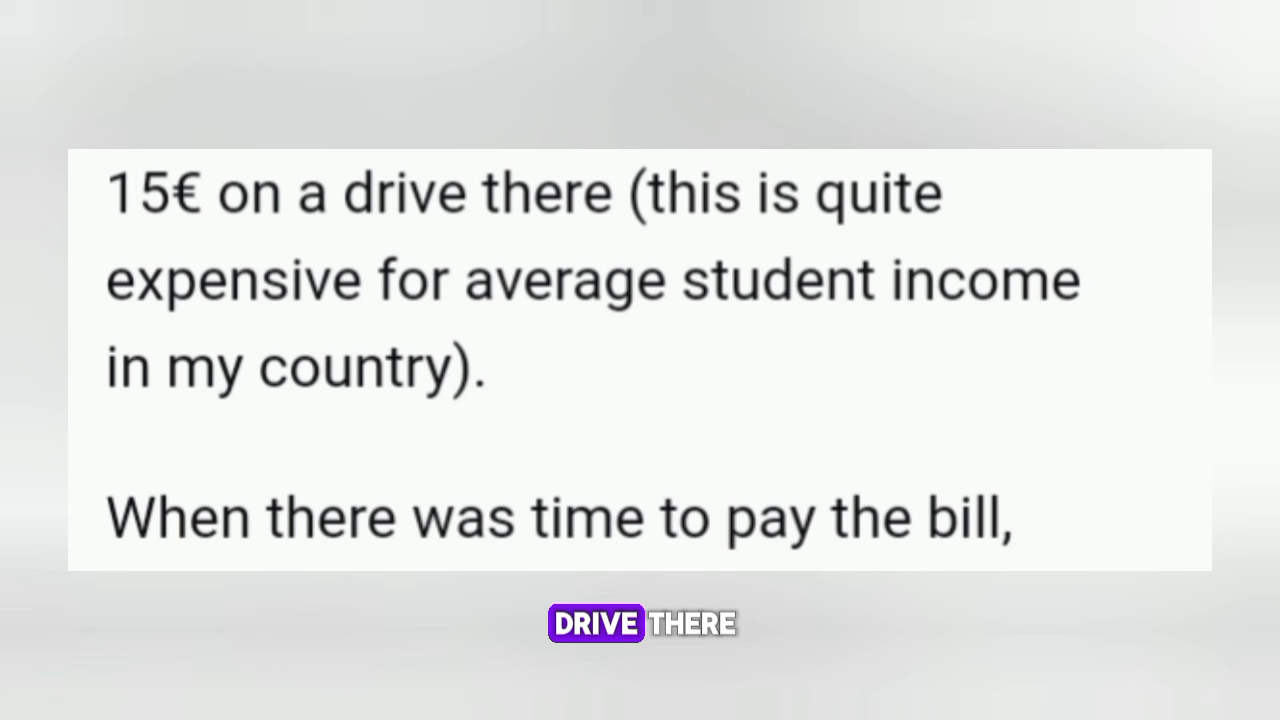 15€ on a drive there (this is quite
expensive for average student income
in my country).
When there was time to pay the bill,
DRIVE THERE